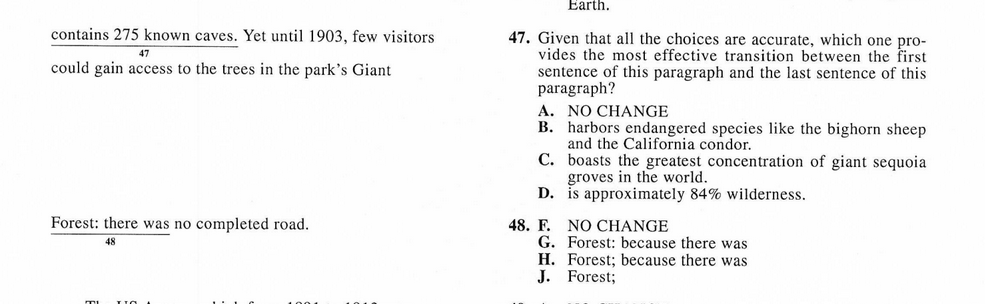 Earth.
contains 275 known caves. Yet until 1903, few visitors
47
could gain access to the trees in the park's Giant
Forest: there was no completed road.
48
47. Given that all the choices are accurate, which one pro-
vides the most effective transition between the first
sentence of this paragraph and the last sentence of this
paragraph?
A. NO CHANGE
B. harbors endangered species like the bighorn sheep
and the California condor.
C. boasts the greatest concentration of giant sequoia
groves in the world.
D. is approximately 84% wilderness.
48. F. NO CHANGE
G. Forest: because there was
H. Forest; because there was
J. Forest;